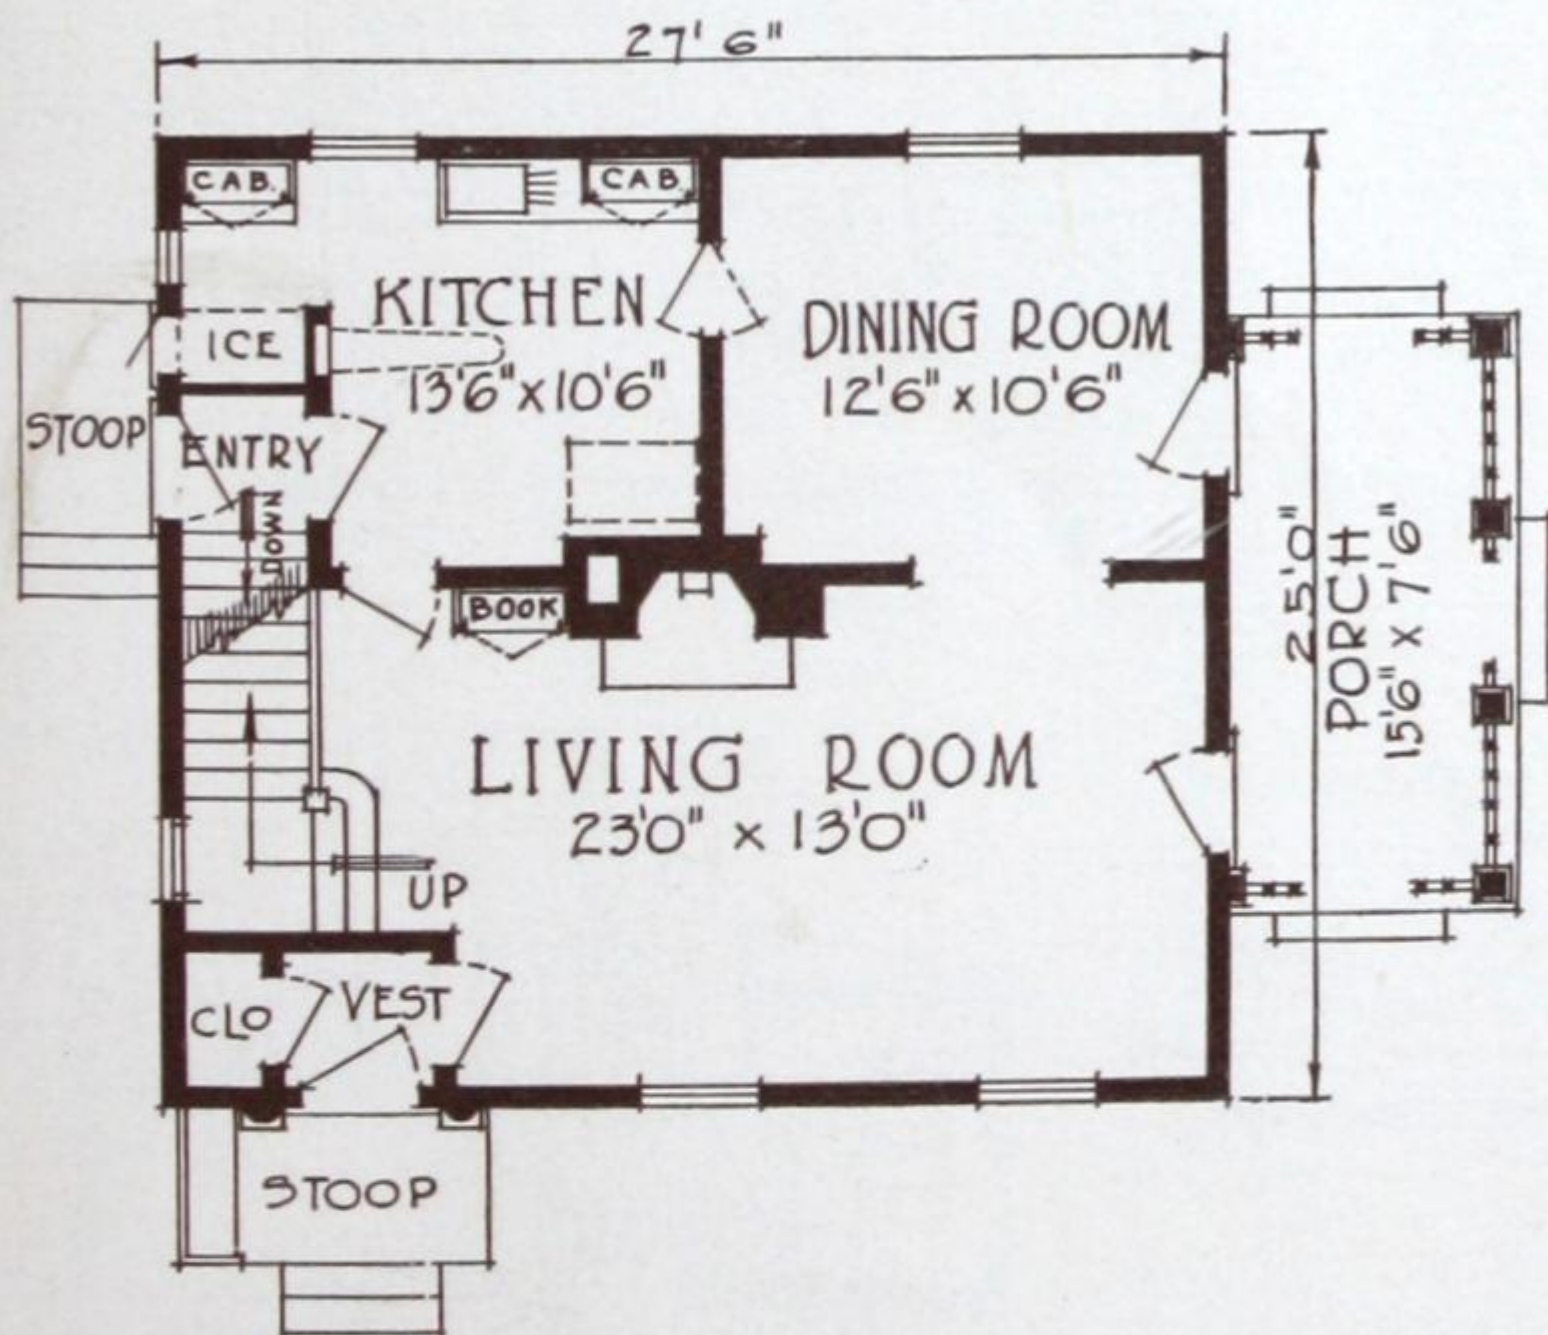 27' 6"
CAB.
CAB.
KITCHEN
13'6" x 10'6"
DINING ROOM
12'6" x 10'6"
ICE
STOOP
ENTRY
DOWN
BOOK
25'0"
PORCH
15'6" x 7'6"
LIVING ROOM
23'0" x 13'0"
UP
CLO
VEST
STOOP